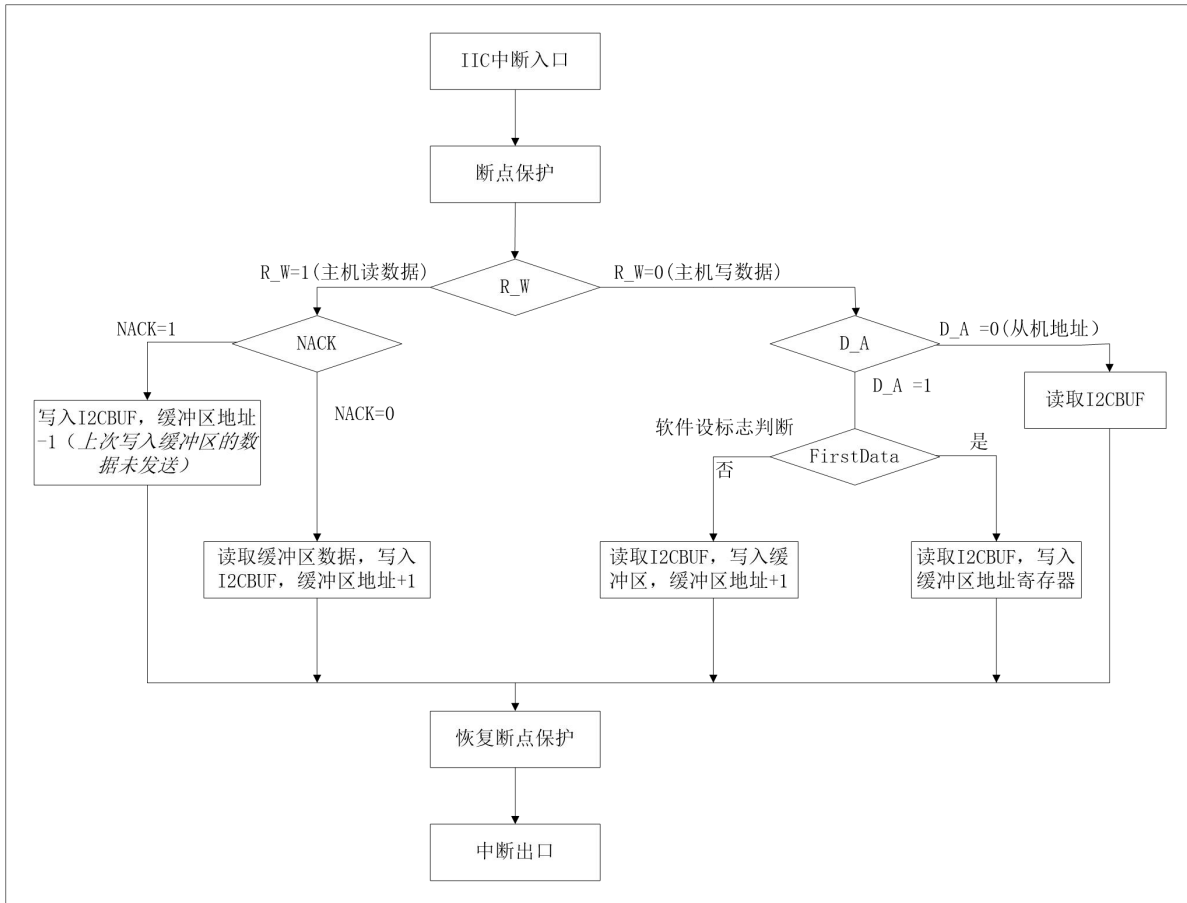 IIC中断入口
断点保护
R_W=1(主机读数据)
R_W=0(主机写数据)
R_W
NACK=1
NACK
D_A
D_A =0(从机地址)
写入I2CBUF, 缓冲区地址
-1（上次写入缓冲区的数
据未发送）
NACK=0
D_A =1
读取I2CBUF
软件设标志判断
否
FirstData
是
读取缓冲区数据, 写入
I2CBUF, 缓冲区地址+1
读取I2CBUF, 写入缓
冲区, 缓冲区地址+1
读取I2CBUF, 写入
缓冲区地址寄存器
恢复断点保护
中断出口